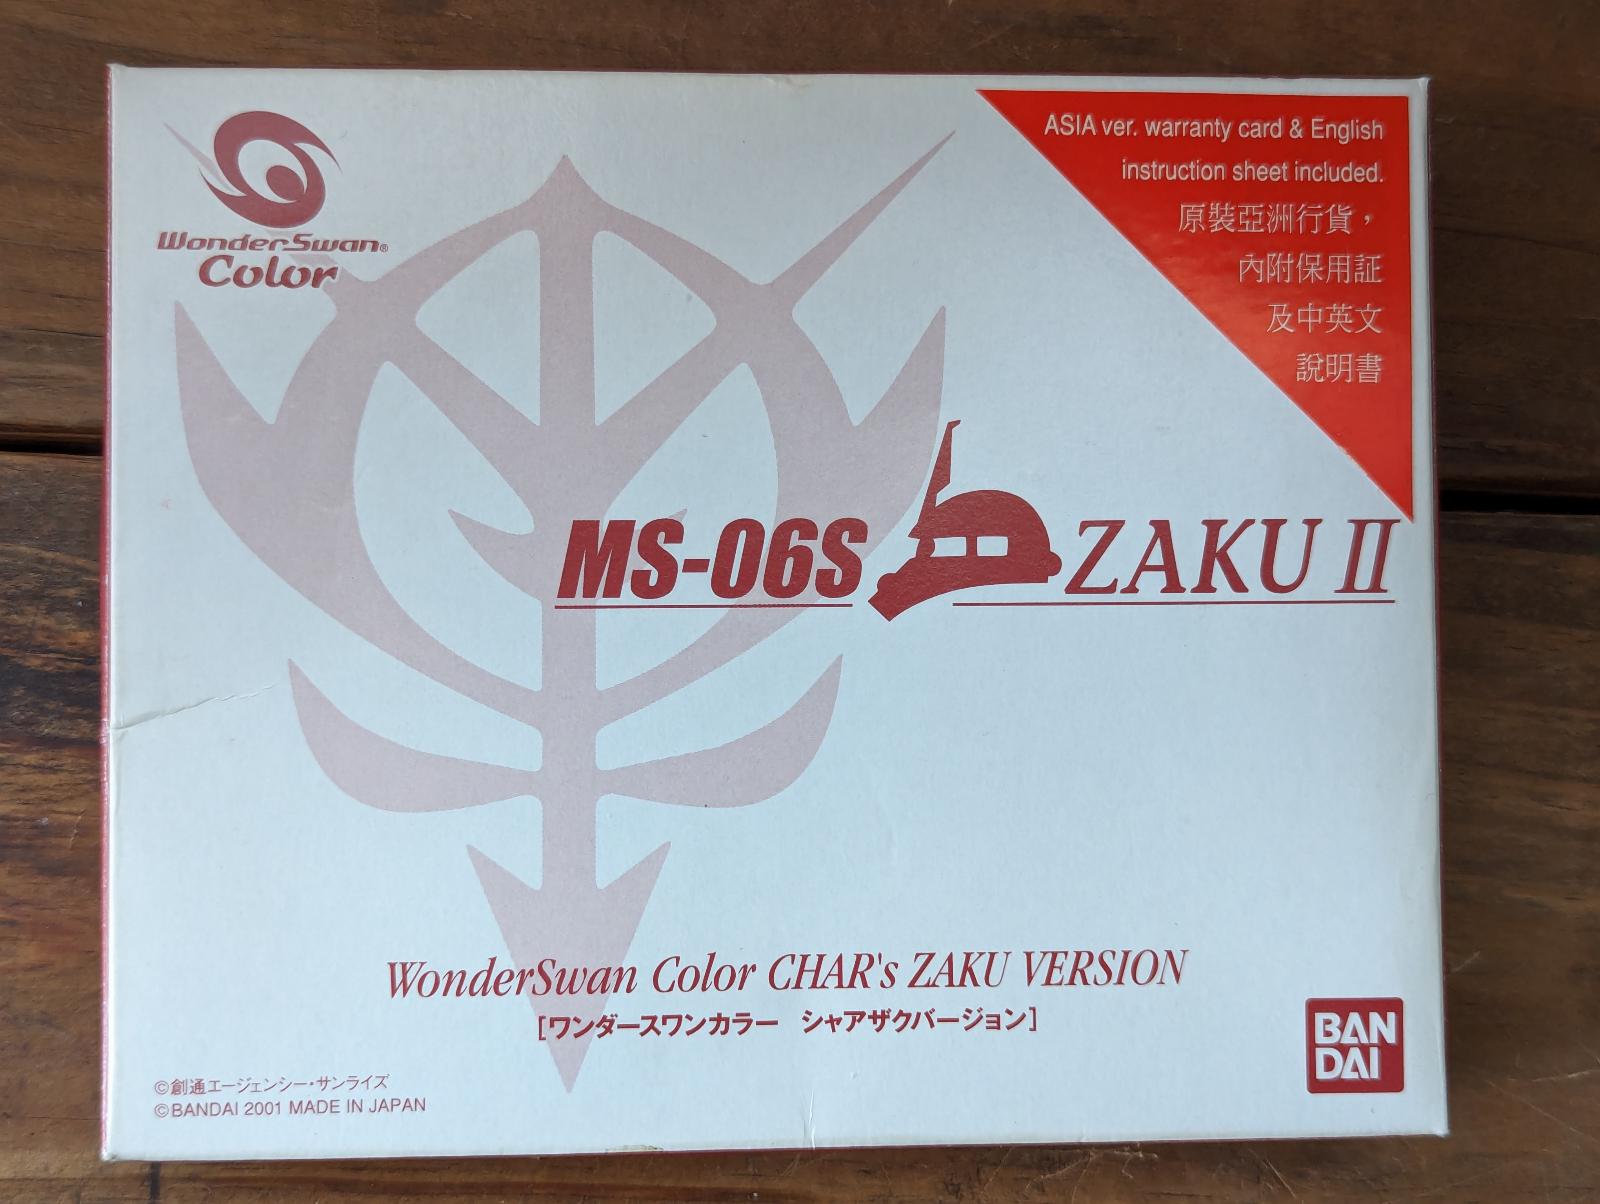 WonderSwan®
Color
ASIA ver. warranty card & English
instruction sheet included.
原裝亞洲行貨，
內附保用証
及中英文
說明書
MS-06S ZAKU II
WonderSwan Color CHAR's ZAKU VERSION
[ワンダースワンカラー　シャアザクバージョン]
©創通エージェンシー・サンライズ
©BANDAI 2001 MADE IN JAPAN
BAN
DAI